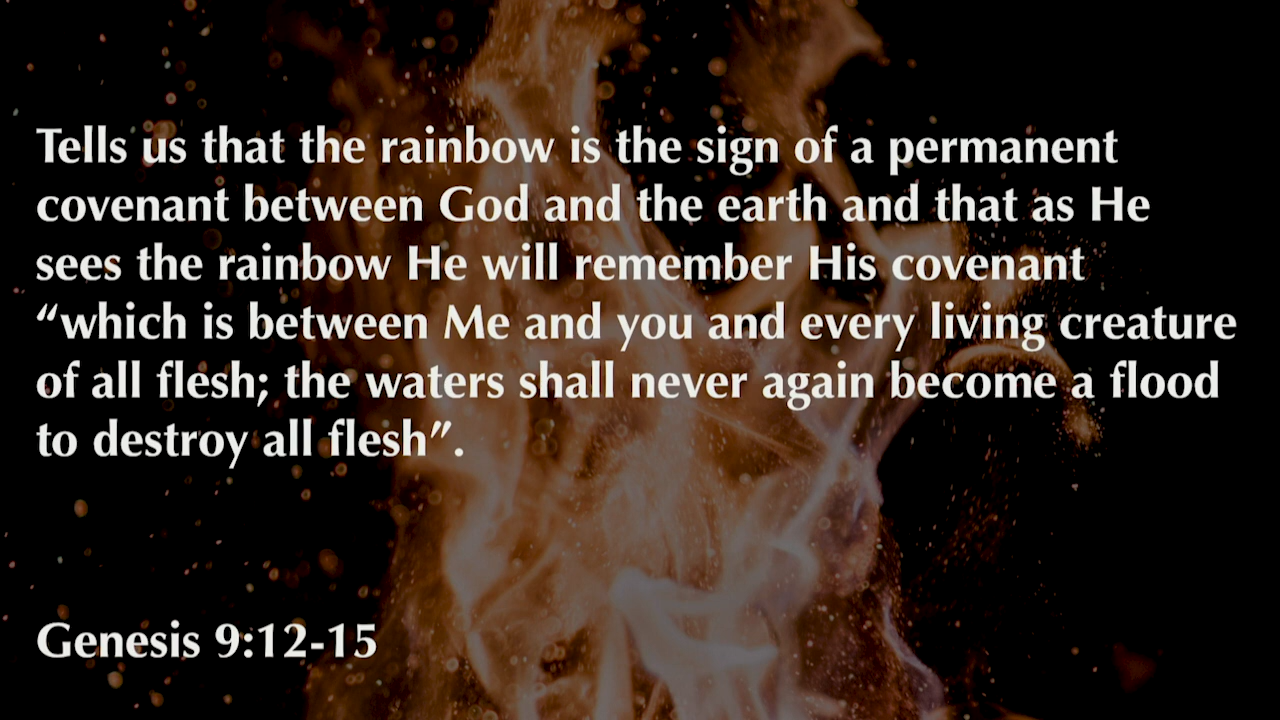 Tells us that the rainbow is the sign of a permanent
covenant between God and the earth and that as He
sees the rainbow He will remember His covenant
“which is between Me and you and every living creature
of all flesh; the waters shall never again become a flood
to destroy all flesh”.
Genesis 9:12-15